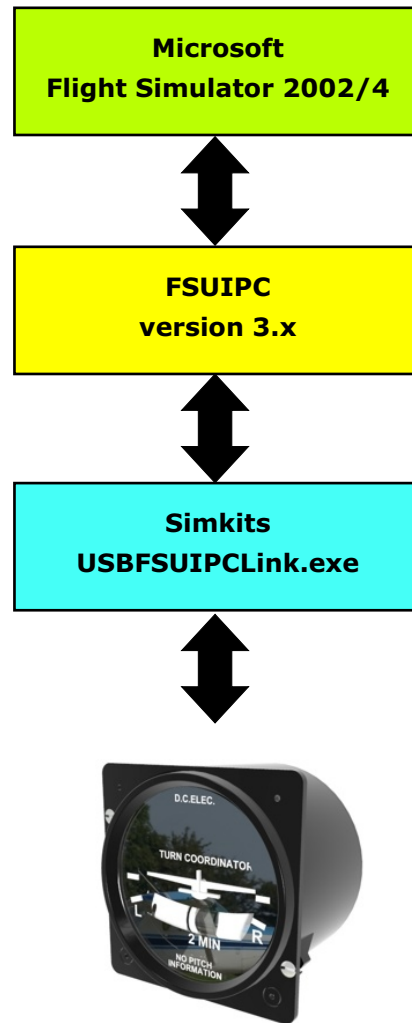 Microsoft
Flight Simulator 2002/4
FSUIPC
version 3.x
Simkits
USBFSUIPCLink.exe
D.C.ELEC.
TURN COORDINATOR
L
R
2 MIN
NO PITCH
INFORMATION